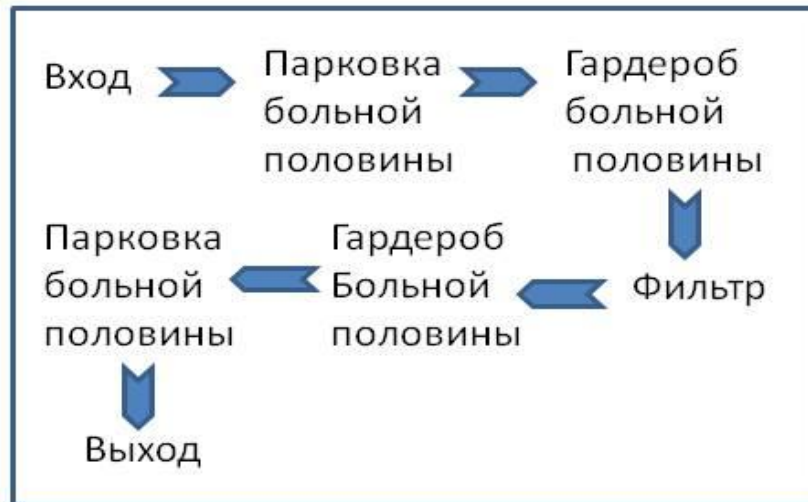 Вход
Парковка
больной
половины
Гардероб
больной
половины
Фильтр
Гардероб
Больной
половины
Парковка
больной
половины
Выход